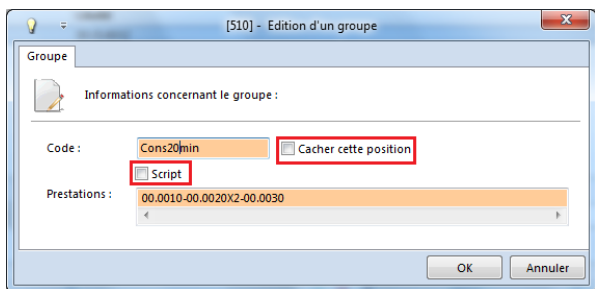 [510] - Edition d'un groupe
Groupe
Informations concernant le groupe :
Code : Cons20min Cacher cette position
Script
Prestations : 00.0010-00.0020X2-00.0030
OK Annuler